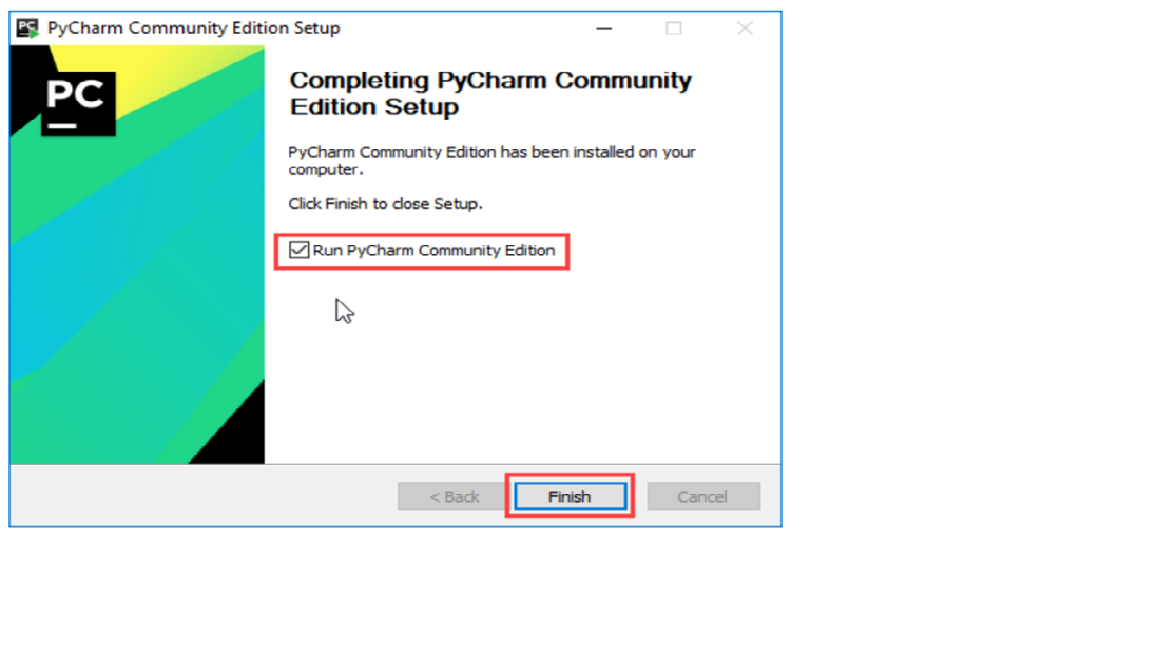 PyCharm Community Edition Setup
PC
Completing PyCharm Community
Edition Setup
PyCharm Community Edition has been installed on your
computer.
Click Finish to close Setup.
Run PyCharm Community Edition
< Back
Finish
Cancel